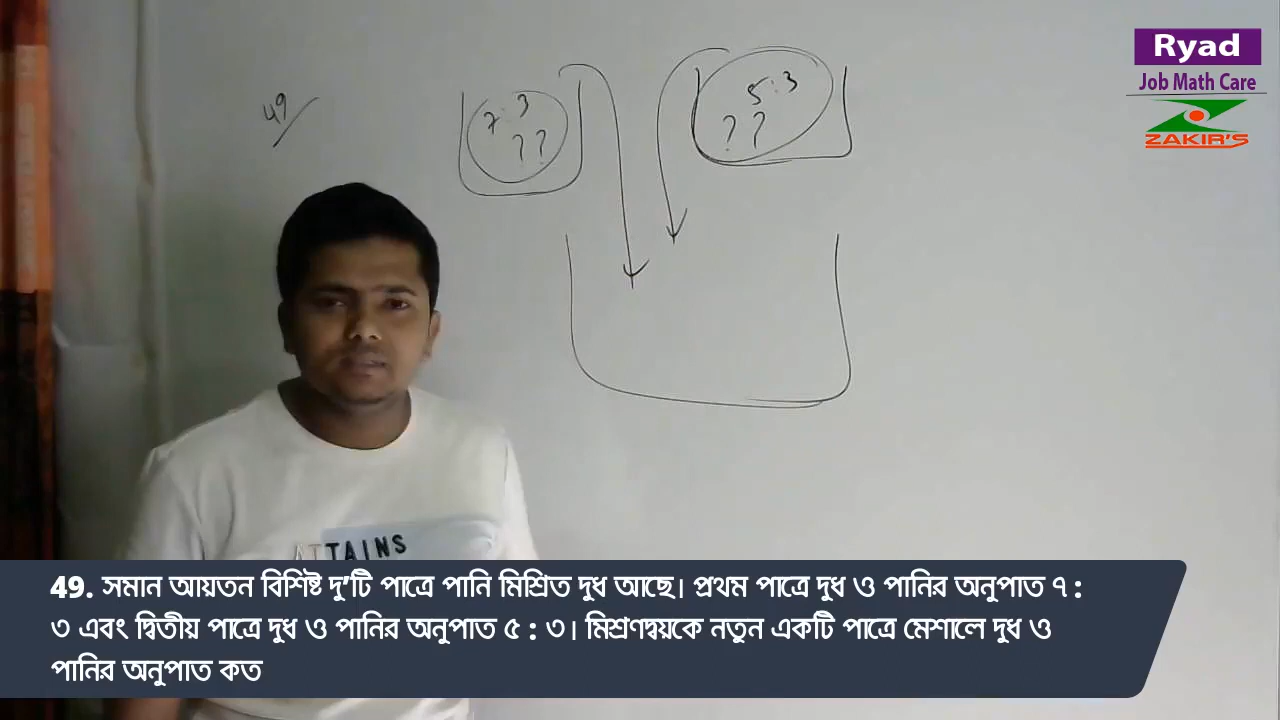 Ryad
Job Math Care
ZAKIR'S
49
7 : 3
? ?
5 : 3
? ?
ATTAINS
49. সমান আয়তন বিশিষ্ট দু'টি পাত্রে পানি মিশ্রিত দুধ আছে। প্রথম পাত্রে দুধ ও পানির অনুপাত ৭ :
৩ এবং দ্বিতীয় পাত্রে দুধ ও পানির অনুপাত ৫ : ৩। মিশ্রণদ্বয়কে নতুন একটি পাত্রে মেশালে দুধ ও
পানির অনুপাত কত